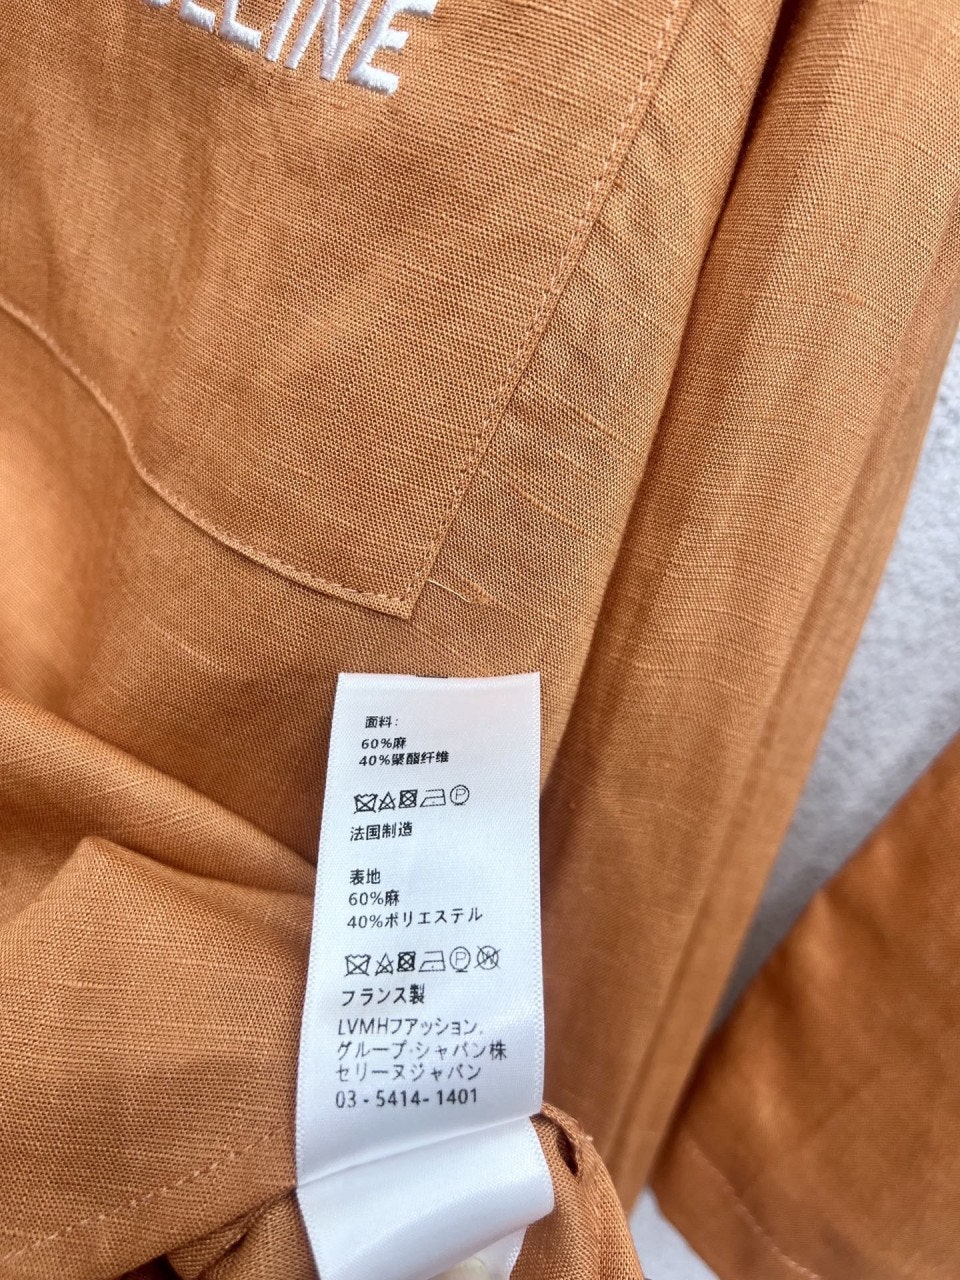 ELINE
面料:
60%麻
40%聚酯纤维
法国制造
表地
60%麻
40%ポリエステル
フランス製
LVMHファアッション.
グループ·シャパン株
セリーヌジャパン
03 - 5414- 1401